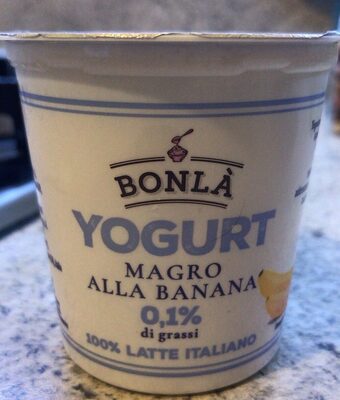 BONLÀ
YOGURT
MAGRO
ALLA BANANA
0,1%
di grassi
100% LATTE ITALIANO